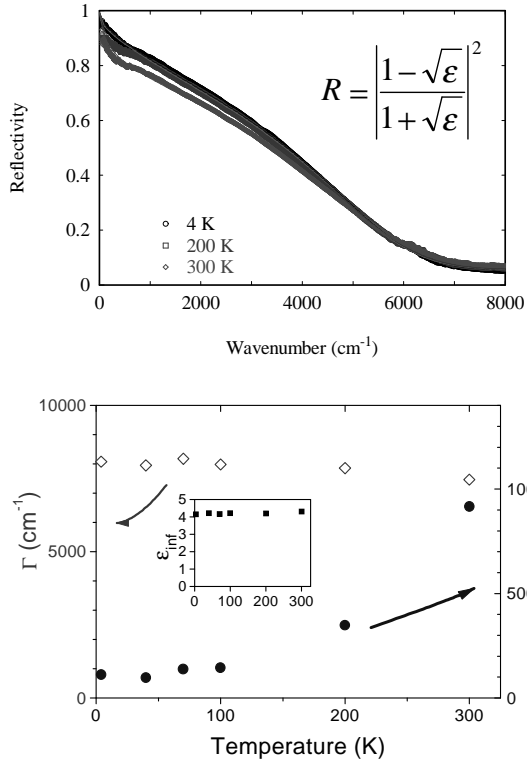 1
0.8
0.6
0.4
0.2
0
Reflectivity
R = |1 − √ε / 1 + √ε|²
4 K
200 K
300 K
0 2000 4000 6000 8000
Wavenumber (cm⁻¹)
10000
5000
0
Γ (cm⁻¹)
5
4
3
2
1
0
ε_inf
0 100 200 300
0 100 200 300
Temperature (K)
0